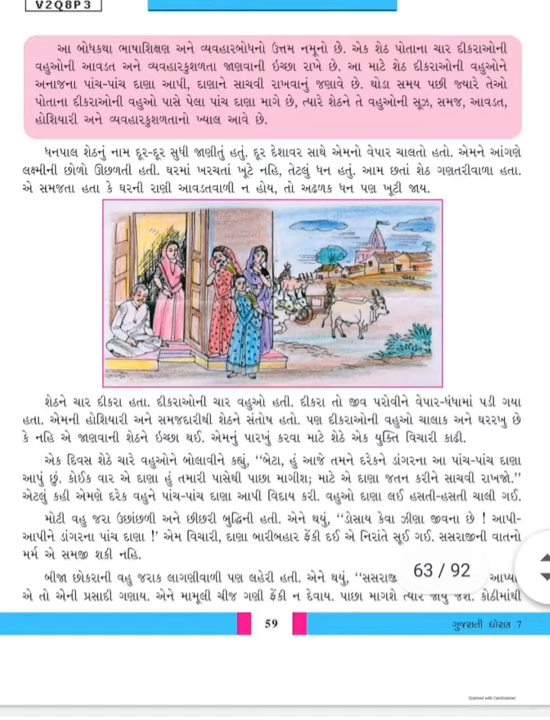 V2Q8P3
આ બોધકથા ભાષાશિક્ષણ અને વ્યવહારબોધનો ઉત્તમ નમૂનો છે. એક શેઠ પોતાના ચાર દીકરાઓની
વહુઓની આવડત અને વ્યવહારકુશળતા જાણવાની ઇચ્છા રાખે છે. આ માટે શેઠ દીકરાઓની વહુઓને
અનાજના પાંચ-પાંચ દાણા આપી, દાણાને સાચવી રાખવાનું જણાવે છે. થોડા સમય પછી જ્યારે તેઓ
પોતાના દીકરાઓની વહુઓ પાસે પેલા પાંચ દાણા માગે છે, ત્યારે શેઠને તે વહુઓની સૂઝ, સમજ, આવડત,
હોશિયારી અને વ્યવહારકુશળતાનો ખ્યાલ આવે છે.
ધનપાલ શેઠનું નામ દૂર-દૂર સુધી જાણીતું હતું. દૂર દેશાવર સાથે એમનો વેપાર ચાલતો હતો. એમને આંગણે
લક્ષ્મીની છોળો ઊછળતી હતી. ઘરમાં ખરચતાં ખૂટે નહિ, તેટલું ધન હતું. આમ છતાં શેઠ ગણતરીવાળા હતા.
એ સમજતા હતા કે ઘરની રાણી આવડતવાળી ન હોય, તો અઢળક ધન પણ ખૂટી જાય.
શેઠને ચાર દીકરા હતા. દીકરાઓની ચાર વહુઓ હતી. દીકરા તો જીવ પરોવીને વેપાર-ધંધામાં પડી ગયા
હતા. એમની હોશિયારી અને સમજદારીથી શેઠને સંતોષ હતો. પણ દીકરાઓની વહુઓ ચાલાક અને ઘરરખુ છે
કે નહિ એ જાણવાની શેઠને ઇચ્છા થઈ. એમનું પારખું કરવા માટે શેઠે એક યુક્તિ વિચારી કાઢી.
એક દિવસ શેઠે ચારે વહુઓને બોલાવીને કહ્યું, “બેટા, હું આજે તમને દરેકને ડાંગરના આ પાંચ-પાંચ દાણા
આપું છું. કોઈક વાર એ દાણા હું તમારી પાસેથી પાછા માગીશ; માટે એ દાણા જતન કરીને સાચવી રાખજો.”
એટલું કહી એમણે દરેક વહુને પાંચ-પાંચ દાણા આપી વિદાય કરી. વહુઓ દાણા લઈ હસતી-હસતી ચાલી ગઈ.
મોટી વહુ જરા ઉછાંછળી અને છીછરી બુદ્ધિની હતી. એને થયું, “ડોસાય કેવા ઝીણા જીવના છે ! આપી-
આપીને ડાંગરના પાંચ દાણા !' એમ વિચારી, દાણા બારીબહાર ફેંકી દઈ એ નિરાંતે સૂઈ ગઈ. સસરાજીની વાતનો
મર્મ એ સમજી શકી નહિ.
બીજા છોકરાની વહુ જરાક લાગણીવાળી પણ લહેરી હતી. એને થયું, “સસરાજી 63 / 92 આપ્યા
એ તો એની પ્રસાદી ગણાય. એને મામૂલી ચીજ ગણી ફેંકી ન દેવાય. પાછા માગશે ત્યારે જોયું જશે. કોઠીમાંથી
59
ગુજરાતી ધોરણ 7
Scanned with CamScanner